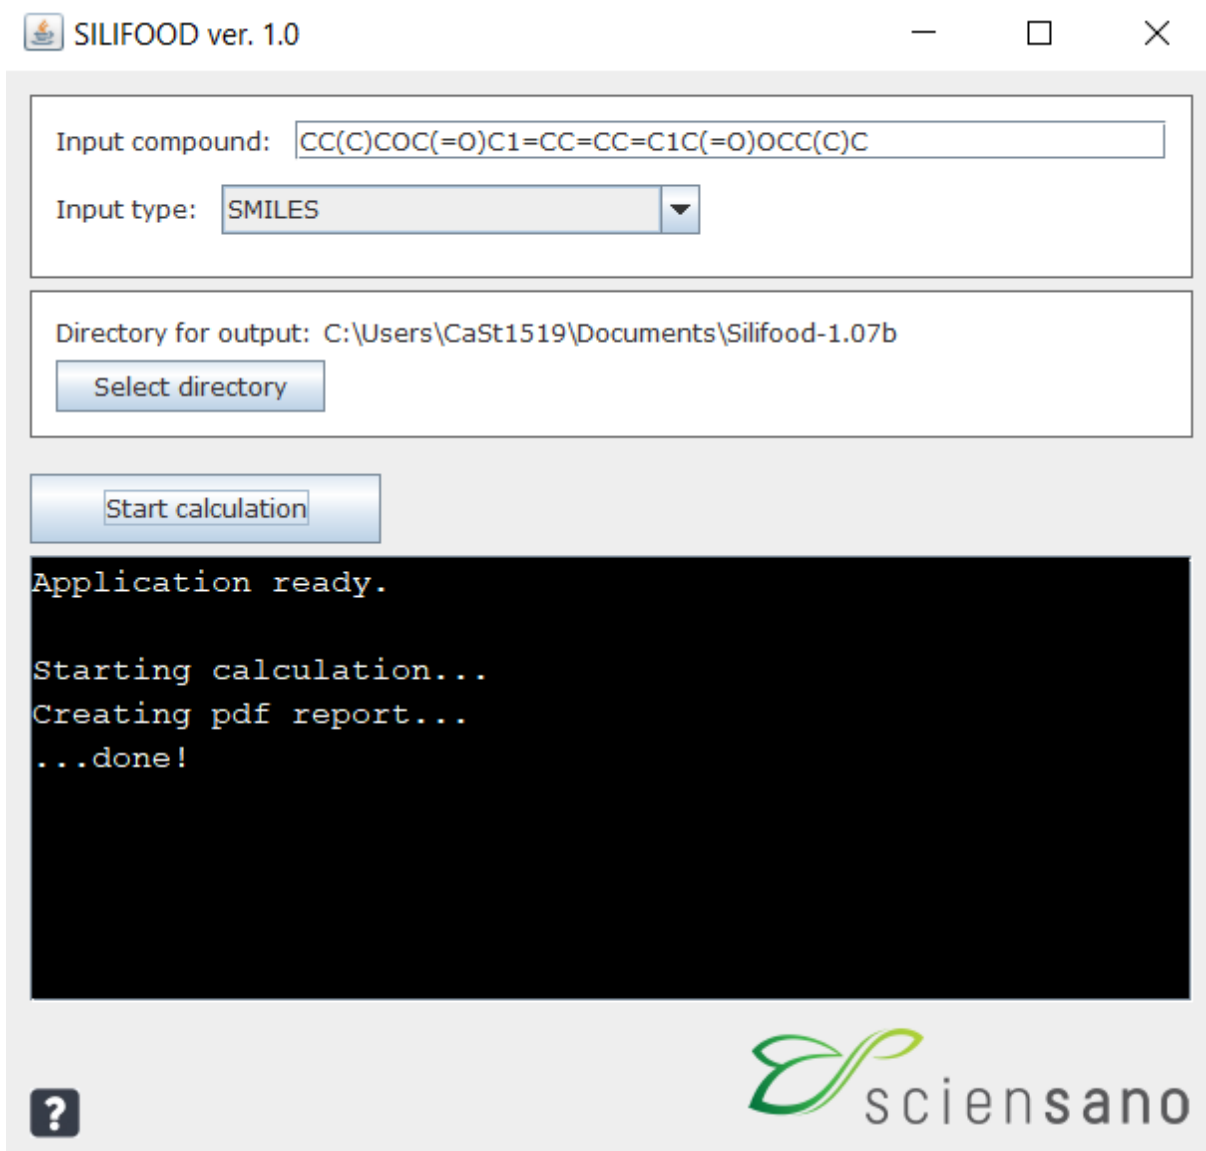 SILIFOOD ver. 1.0
Input compound: CC(C)COC(=O)C1=CC=CC=C1C(=O)OCC(C)C
Input type: SMILES
Directory for output: C:\Users\CaSt1519\Documents\Silifood-1.07b
Select directory
Start calculation
Application ready.
Starting calculation...
Creating pdf report...
...done!
?
sciensano